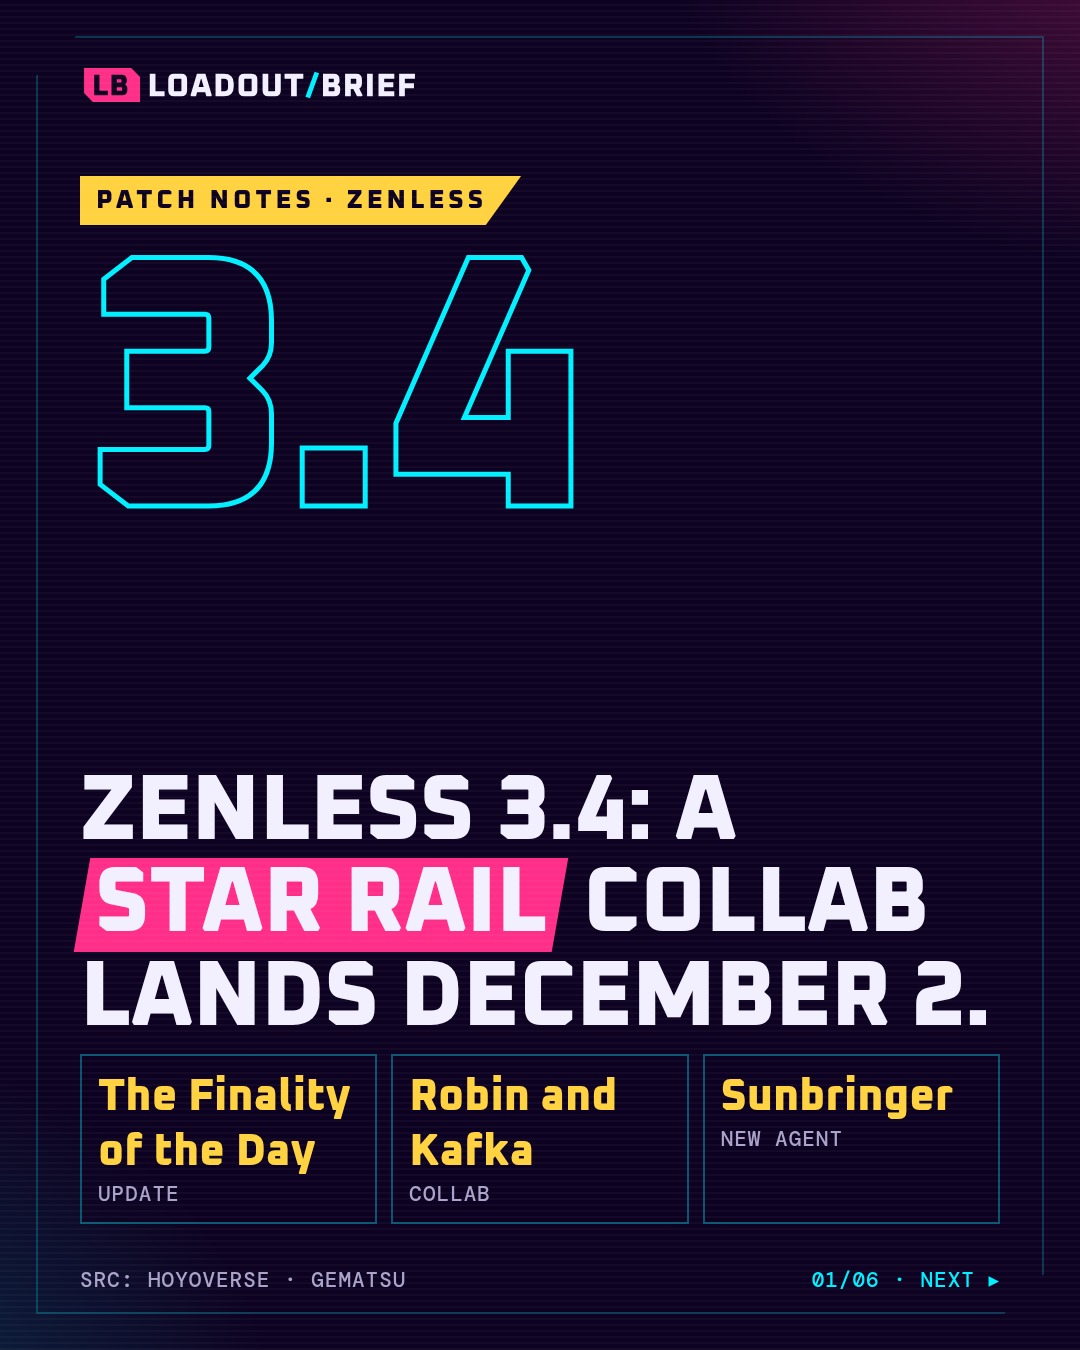 LB LOADOUT/BRIEF
PATCH NOTES · ZENLESS
3.4
ZENLESS 3.4: A
STAR RAIL COLLAB
LANDS DECEMBER 2.
The Finality
of the Day
UPDATE
Robin and
Kafka
COLLAB
Sunbringer
NEW AGENT
SRC: HOYOVERSE · GEMATSU
01/06 · NEXT ▸